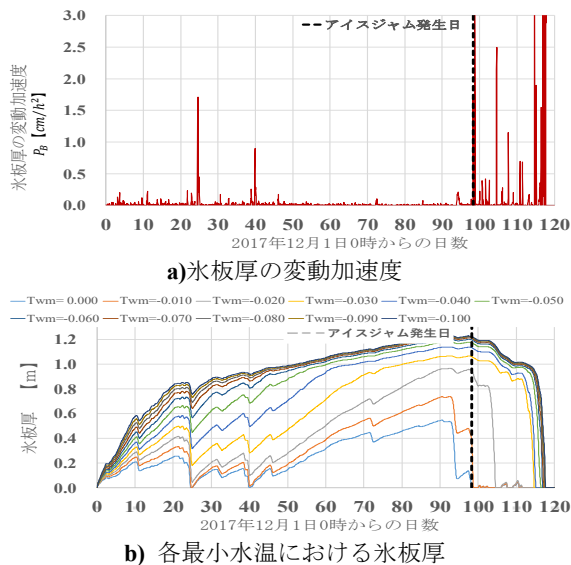 アイスジャム発生日
氷板厚の変動加速度
P_B 【cm/h²】
3.0
2.5
2.0
1.5
1.0
0.5
0.0
0 10 20 30 40 50 60 70 80 90 100 110 120
2017年12月1日0時からの日数
a)氷板厚の変動加速度
Twm= 0.000 Twm=-0.010 Twm=-0.020 Twm=-0.030 Twm=-0.040 Twm=-0.050
Twm=-0.060 Twm=-0.070 Twm=-0.080 Twm=-0.090 Twm=-0.100
アイスジャム発生日
氷板厚 【m】
1.2
1.0
0.8
0.6
0.4
0.2
0.0
0 10 20 30 40 50 60 70 80 90 100 110 120
2017年12月1日0時からの日数
b) 各最小水温における氷板厚